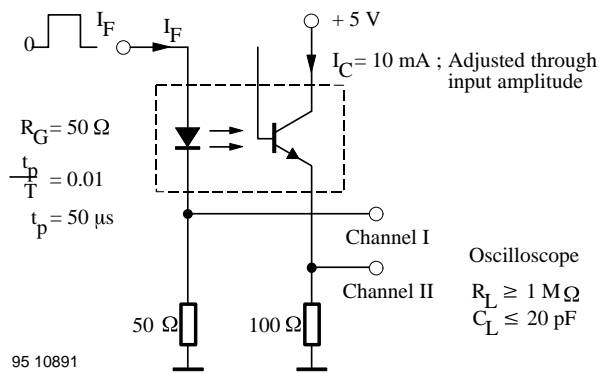 0
I_F
I_F
+ 5 V
I_C = 10 mA ; Adjusted through
input amplitude
R_G = 50 Ω
t_p
T = 0.01
t_p = 50 µs
Channel I
Channel II
Oscilloscope
R_L ≥ 1 MΩ
C_L ≤ 20 pF
50 Ω
100 Ω
95 10891